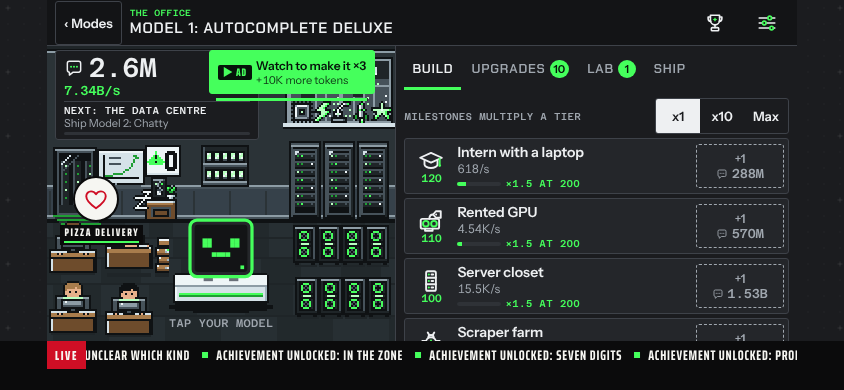 ‹ Modes
THE OFFICE
MODEL 1: AUTOCOMPLETE DELUXE
2.6M
7.34B/s
NEXT: THE DATA CENTRE
Ship Model 2: Chatty
AD
Watch to make it ×3
+10K more tokens
PIZZA DELIVERY
TAP YOUR MODEL
BUILD
UPGRADES 10
LAB 1
SHIP
MILESTONES MULTIPLY A TIER
x1
x10
Max
Intern with a laptop
618/s
120
×1.5 AT 200
+1
288M
Rented GPU
4.54K/s
110
×1.5 AT 200
+1
570M
Server closet
15.5K/s
100
×1.5 AT 200
+1
1.53B
Scraper farm
+1
LIVE
UNCLEAR WHICH KIND ACHIEVEMENT UNLOCKED: IN THE ZONE ACHIEVEMENT UNLOCKED: SEVEN DIGITS ACHIEVEMENT UNLOCKED: